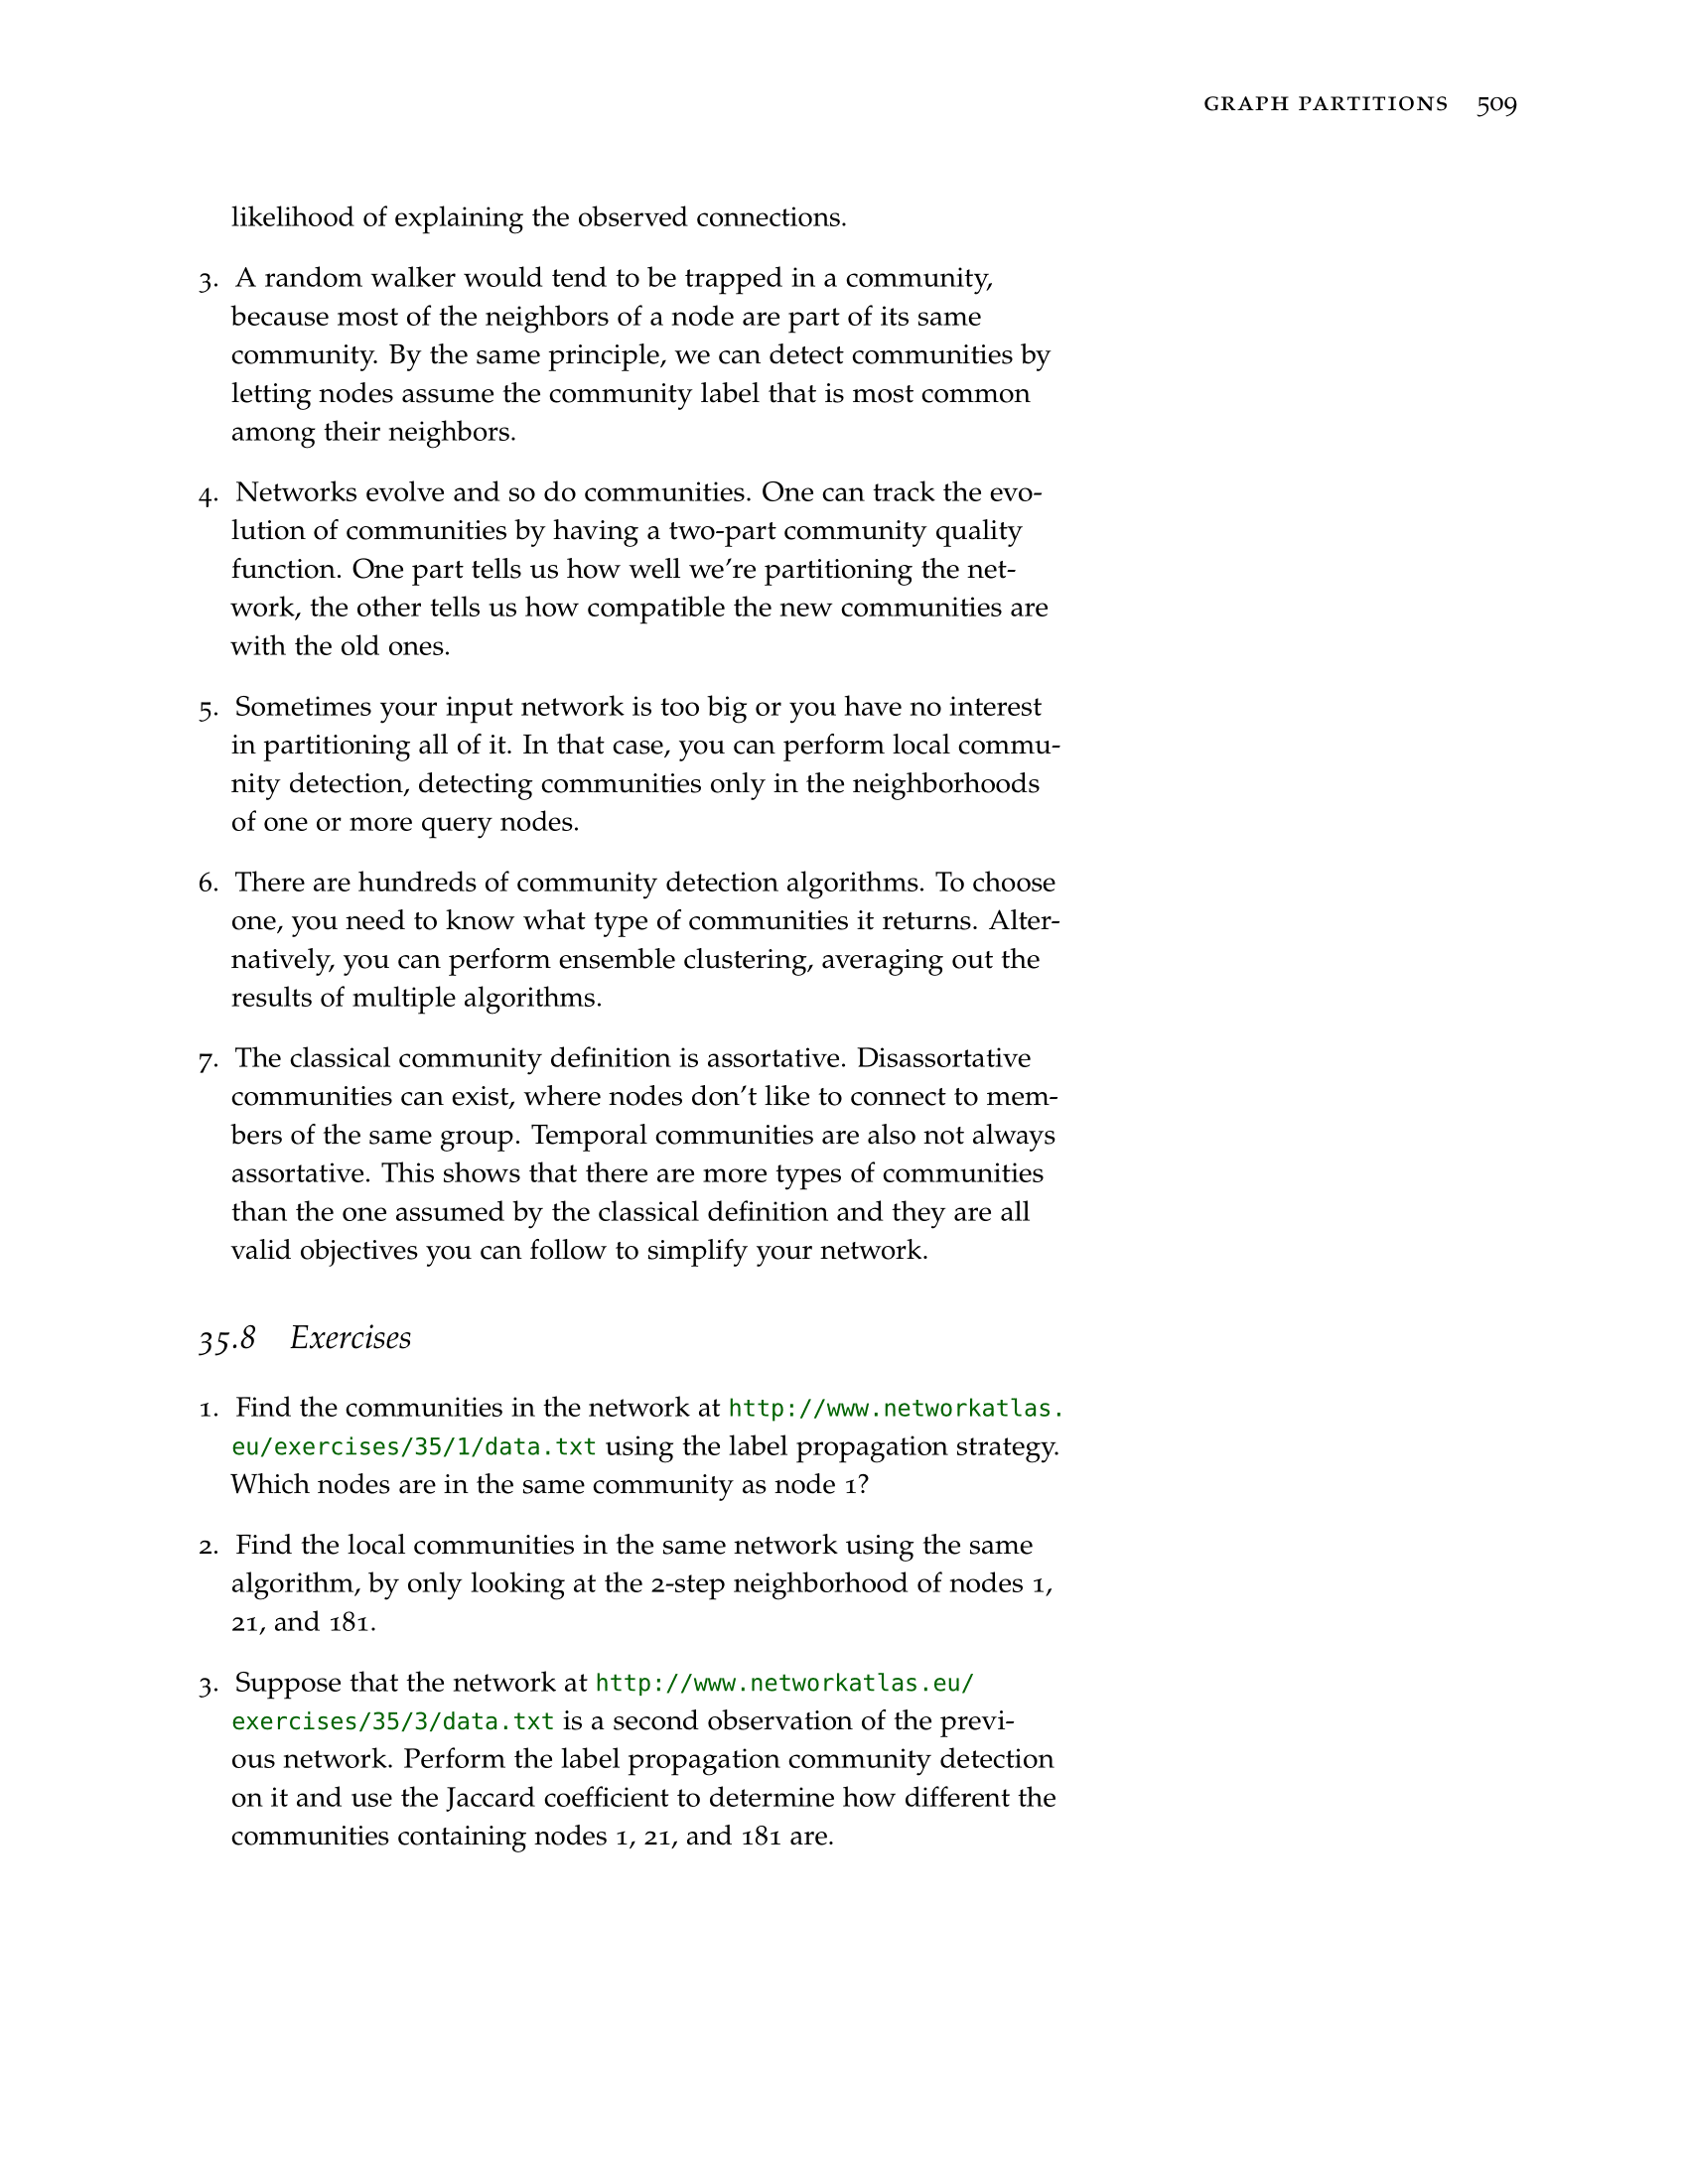 GRAPH PARTITIONS 509
likelihood of explaining the observed connections.
3. A random walker would tend to be trapped in a community,
because most of the neighbors of a node are part of its same
community. By the same principle, we can detect communities by
letting nodes assume the community label that is most common
among their neighbors.
4. Networks evolve and so do communities. One can track the evo-
lution of communities by having a two-part community quality
function. One part tells us how well we're partitioning the net-
work, the other tells us how compatible the new communities are
with the old ones.
5. Sometimes your input network is too big or you have no interest
in partitioning all of it. In that case, you can perform local commu-
nity detection, detecting communities only in the neighborhoods
of one or more query nodes.
6. There are hundreds of community detection algorithms. To choose
one, you need to know what type of communities it returns. Alter-
natively, you can perform ensemble clustering, averaging out the
results of multiple algorithms.
7. The classical community definition is assortative. Disassortative
communities can exist, where nodes don't like to connect to mem-
bers of the same group. Temporal communities are also not always
assortative. This shows that there are more types of communities
than the one assumed by the classical definition and they are all
valid objectives you can follow to simplify your network.
35.8 Exercises
1. Find the communities in the network at http://www.networkatlas.
eu/exercises/35/1/data.txt using the label propagation strategy.
Which nodes are in the same community as node 1?
2. Find the local communities in the same network using the same
algorithm, by only looking at the 2-step neighborhood of nodes 1,
21, and 181.
3. Suppose that the network at http://www.networkatlas.eu/
exercises/35/3/data.txt is a second observation of the previ-
ous network. Perform the label propagation community detection
on it and use the Jaccard coefficient to determine how different the
communities containing nodes 1, 21, and 181 are.